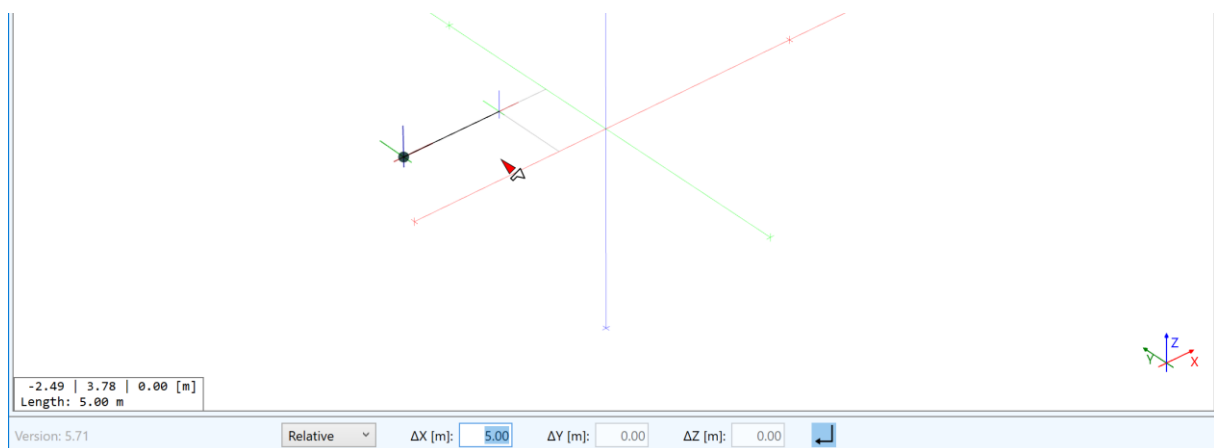 Z
Y
X
-2.49 | 3.78 | 0.00 [m]
Length: 5.00 m
Version: 5.71 Relative ΔX [m]: 5.00 ΔY [m]: 0.00 ΔZ [m]: 0.00